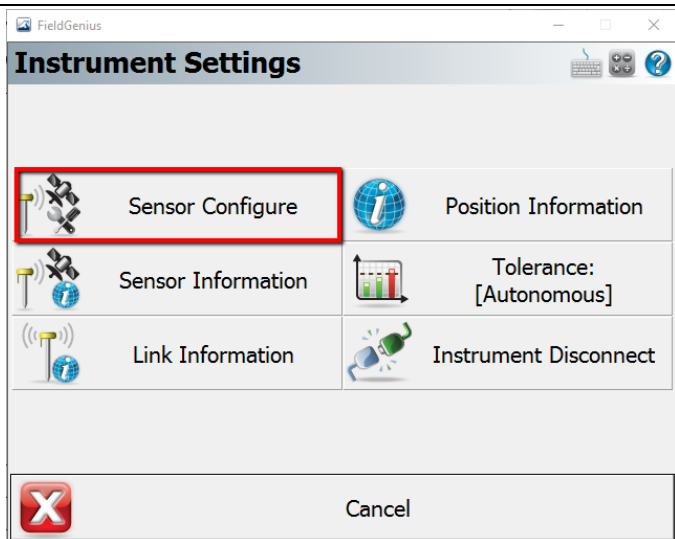 FieldGenius
Instrument Settings
Sensor Configure
Position Information
Sensor Information
Tolerance:
[Autonomous]
Link Information
Instrument Disconnect
Cancel